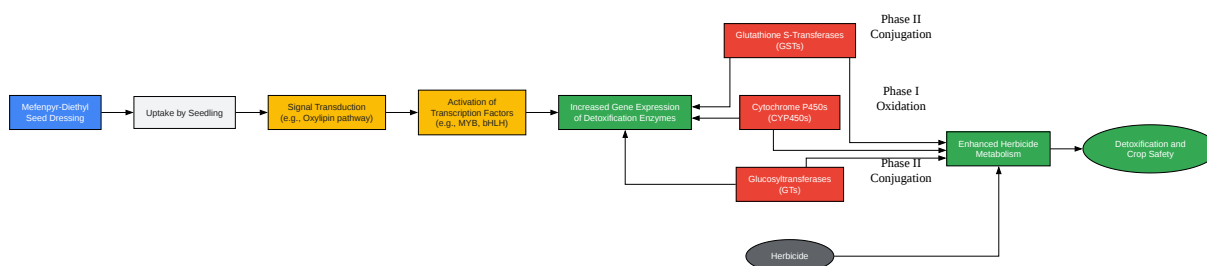 Mefenpyr-Diethyl
Seed Dressing
Uptake by Seedling
Signal Transduction
(e.g., Oxylipin pathway)
Activation of
Transcription Factors
(e.g., MYB, bHLH)
Increased Gene Expression
of Detoxification Enzymes
Glutathione S-Transferases
(GSTs)
Phase II
Conjugation
Cytochrome P450s
(CYP450s)
Phase I
Oxidation
Glucosyltransferases
(GTs)
Phase II
Conjugation
Enhanced Herbicide
Metabolism
Detoxification and
Crop Safety
Herbicide